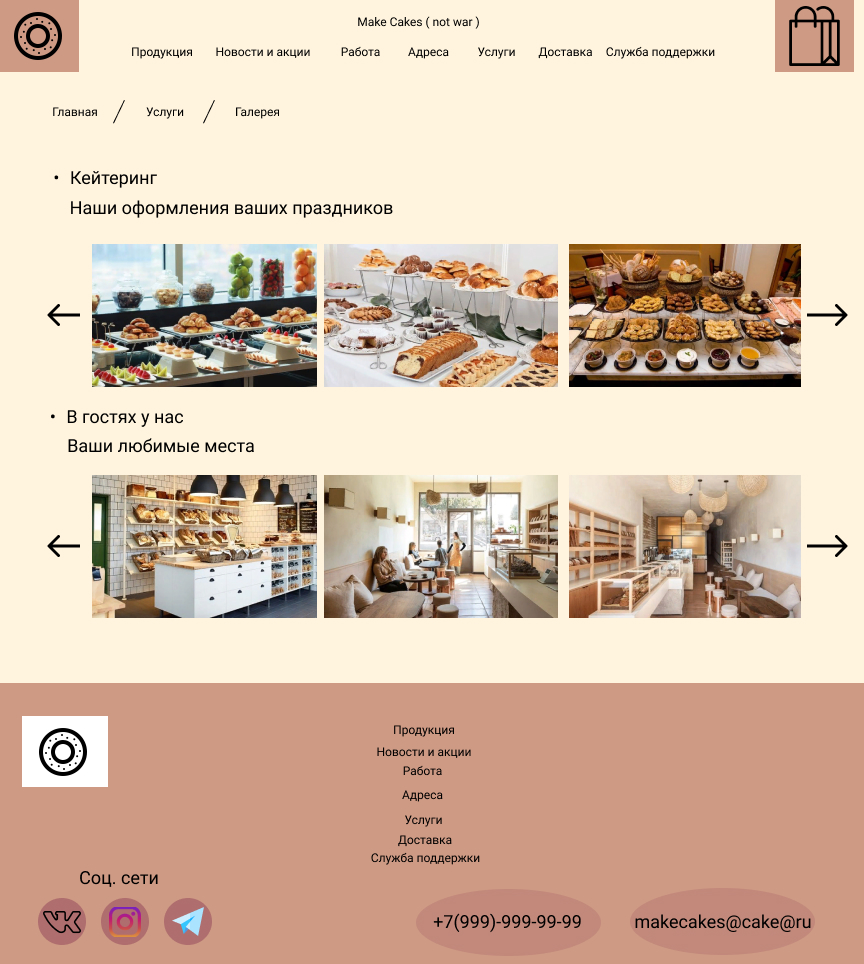 Make Cakes ( not war )
Продукция Новости и акции Работа Адреса Услуги Доставка Служба поддержки
Главная / Услуги / Галерея
• Кейтеринг
Наши оформления ваших праздников
• В гостях у нас
Ваши любимые места
Продукция
Новости и акции
Работа
Адреса
Услуги
Доставка
Служба поддержки
Соц. сети
+7(999)-999-99-99 makecakes@cake@ru